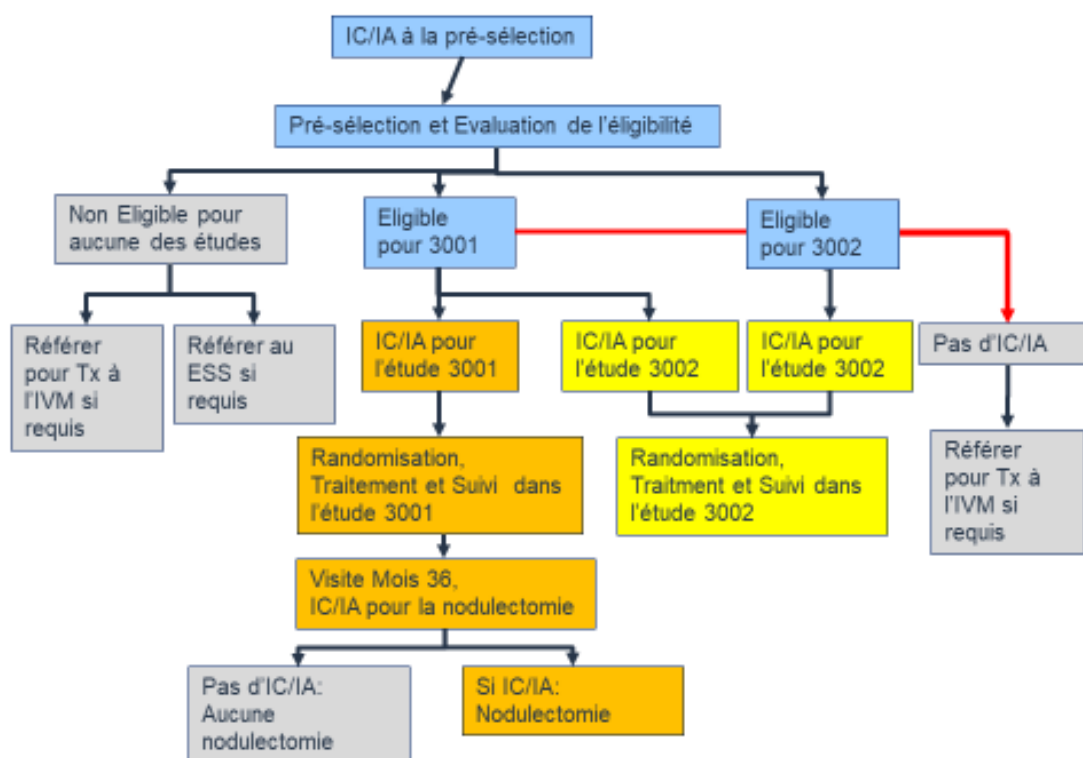 IC/IA à la pré-sélection
Pré-sélection et Evaluation de l'éligibilité
Non Eligible pour
aucune des études
Eligible
pour 3001
Eligible
pour 3002
Référer
pour Tx à
l'IVM si
requis
Référer au
ESS si
requis
IC/IA pour
l'étude 3001
IC/IA pour
l'étude 3002
IC/IA pour
l'étude 3002
Pas d'IC/IA
Randomisation,
Traitement et Suivi dans
l'étude 3001
Randomisation,
Traitment et Suivi dans
l'étude 3002
Référer
pour Tx à
l'IVM si
requis
Visite Mois 36,
IC/IA pour la nodulectomie
Pas d'IC/IA:
Aucune
nodulectomie
Si IC/IA:
Nodulectomie